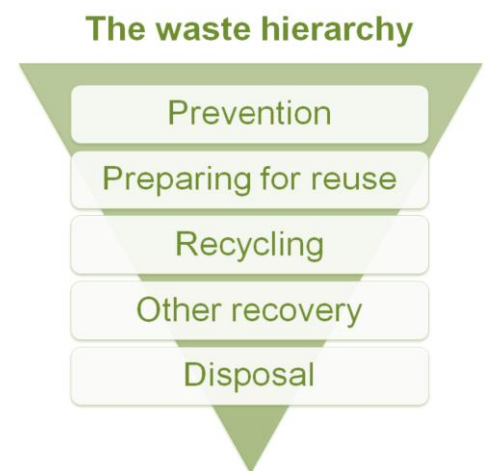 The waste hierarchy
Prevention
Preparing for reuse
Recycling
Other recovery
Disposal